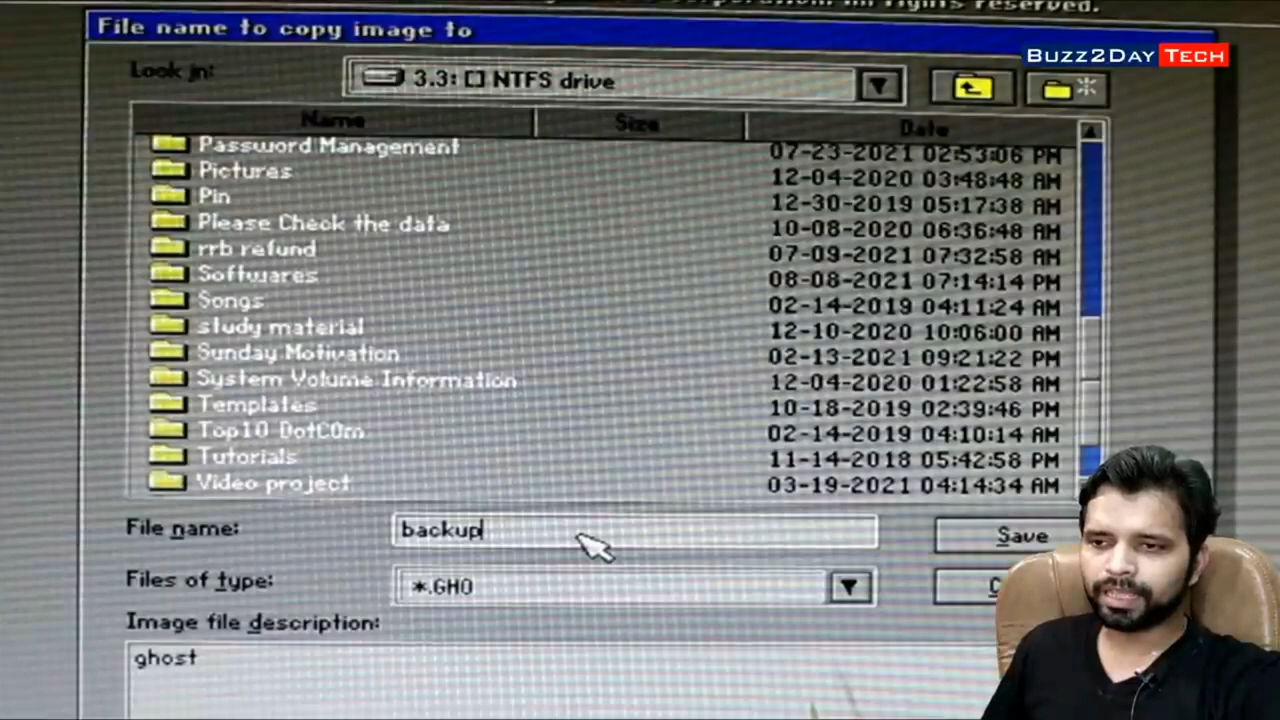 rights reserved.
File name to copy image to
BUZZ2DAY TECH
Look in:
3.3: [] NTFS drive
Name Size Date
Password Management 07-23-2021 02:53:06 PM
Pictures 12-04-2020 03:48:48 AM
Pin 12-30-2019 05:17:38 AM
Please Check the data 10-08-2020 06:36:48 AM
rrb refund 07-09-2021 07:32:58 AM
Softwares 08-08-2021 07:14:14 PM
Songs 02-14-2019 04:11:24 AM
study material 12-10-2020 10:06:00 AM
Sunday Motivation 02-13-2021 09:21:22 PM
System Volume Information 12-04-2020 01:22:58 AM
Templates 10-18-2019 02:39:46 PM
Top10 DotC0m 02-14-2019 04:10:14 AM
Tutorials 11-14-2018 05:42:58 PM
Video project 03-19-2021 04:14:34 AM
File name: backup Save
Files of type: *.GHO
Image file description:
ghost